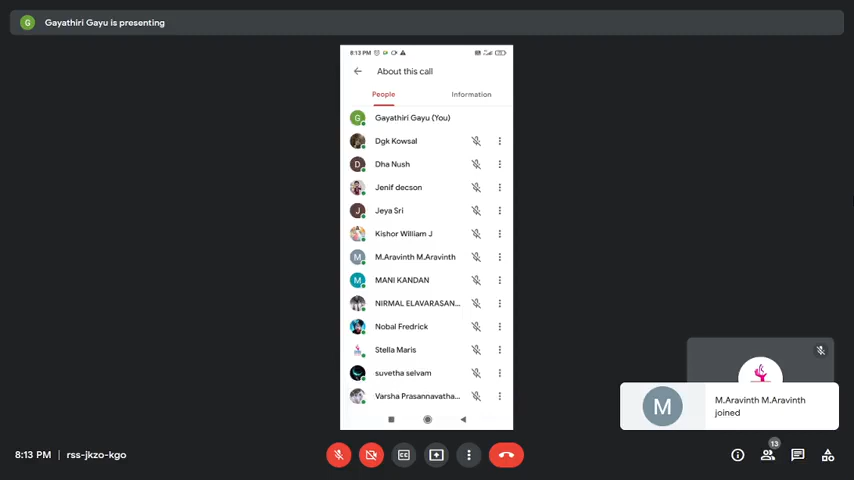 G Gayathiri Gayu is presenting
8:13 PM
About this call
People Information
G Gayathiri Gayu (You)
Dgk Kowsal
D Dha Nush
Jenif decson
J Jeya Sri
Kishor William J
M M.Aravinth M.Aravinth
M MANI KANDAN
NIRMAL ELAVARASAN...
Nobal Fredrick
Stella Maris
suvetha selvam
Varsha Prasannavatha...
M M.Aravinth M.Aravinth
joined
8:13 PM | rss-jkzo-kgo
CC
13